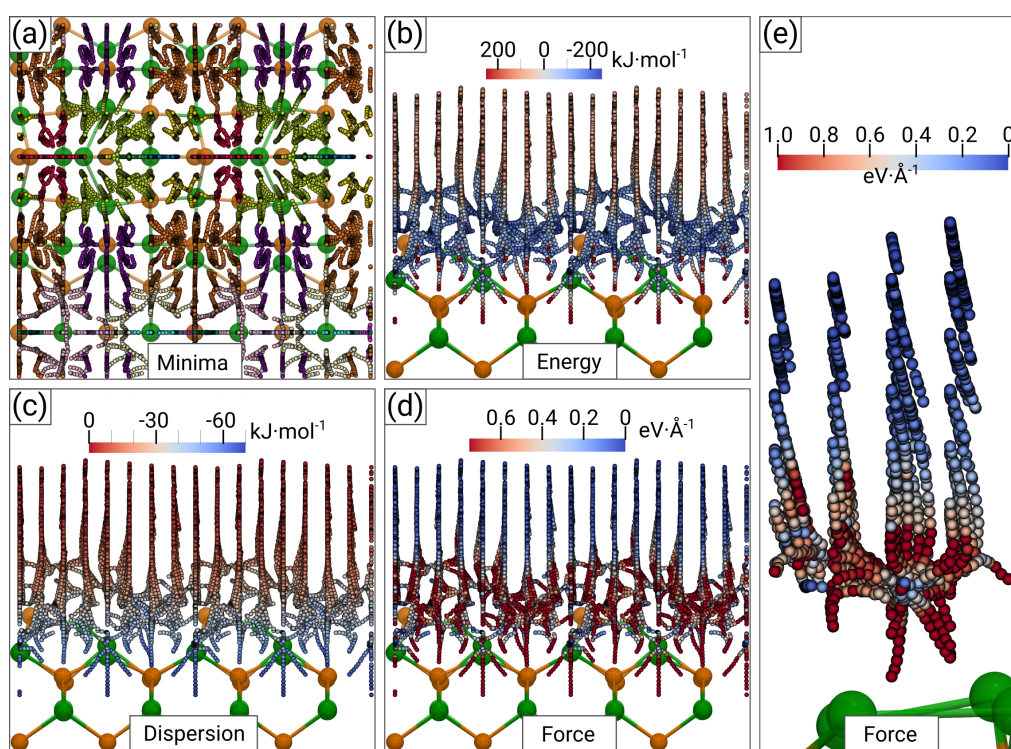 (a)
Minima
(b)
200 0 -200 kJ·mol⁻¹
Energy
(c)
0 -30 -60 kJ·mol⁻¹
Dispersion
(d)
0.6 0.4 0.2 0 eV·Å⁻¹
Force
(e)
1.0 0.8 0.6 0.4 0.2 0
eV·Å⁻¹
Force